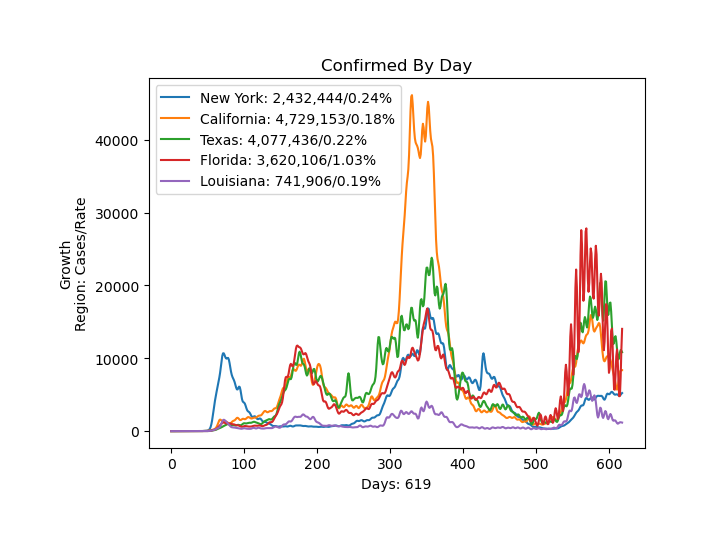 Confirmed By Day
New York: 2,432,444/0.24%
California: 4,729,153/0.18%
Texas: 4,077,436/0.22%
Florida: 3,620,106/1.03%
Louisiana: 741,906/0.19%
Growth
Region: Cases/Rate
40000
30000
20000
10000
0
0 100 200 300 400 500 600
Days: 619